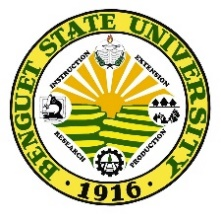 BENGUET STATE UNIVERSITY
INSTRUCTION
EXTENSION
RESEARCH
PRODUCTION
• 1916 •